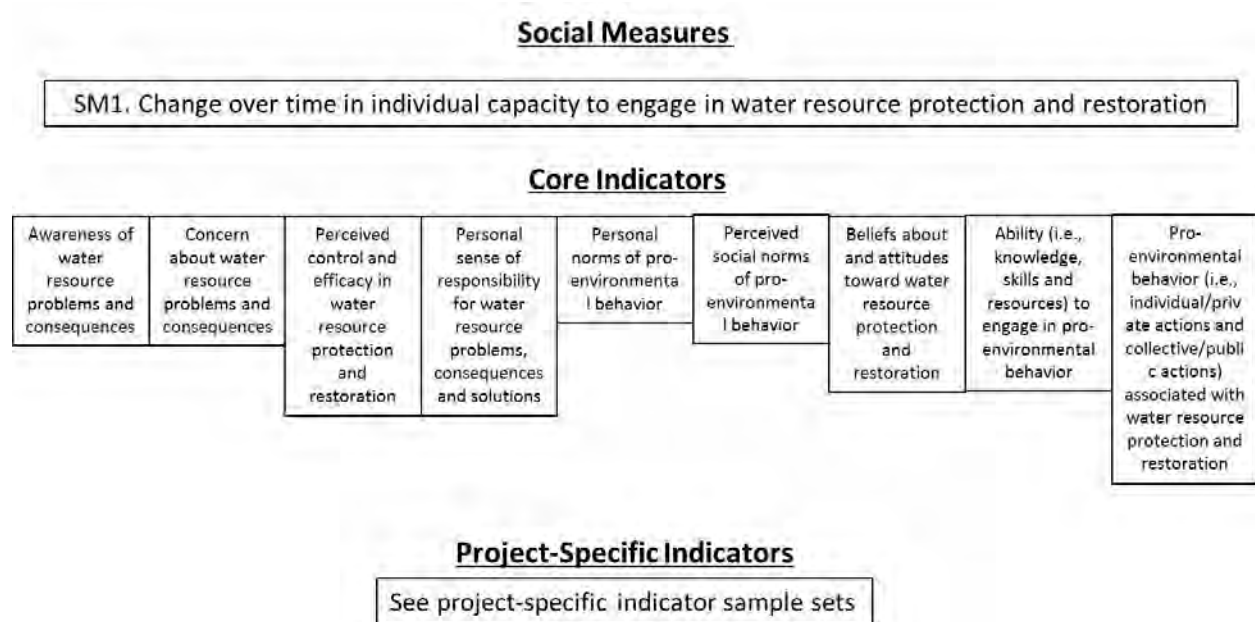 Social Measures
SM1. Change over time in individual capacity to engage in water resource protection and restoration
Core Indicators
Awareness of
water
resource
problems and
consequences
Concern
about water
resource
problems and
consequences
Perceived
control and
efficacy in
water
resource
protection
and
restoration
Personal
sense of
responsibility
for water
resource
problems,
consequences
and solutions
Personal
norms of pro-
environmenta
l behavior
Perceived
social norms
of pro-
environmenta
l behavior
Beliefs about
and attitudes
toward water
resource
protection
and
restoration
Ability (i.e.,
knowledge,
skills and
resources) to
engage in pro-
environmental
behavior
Pro-
environmental
behavior (i.e.,
individual/priv
ate actions and
collective/publi
c actions)
associated with
water resource
protection and
restoration
Project-Specific Indicators
See project-specific indicator sample sets